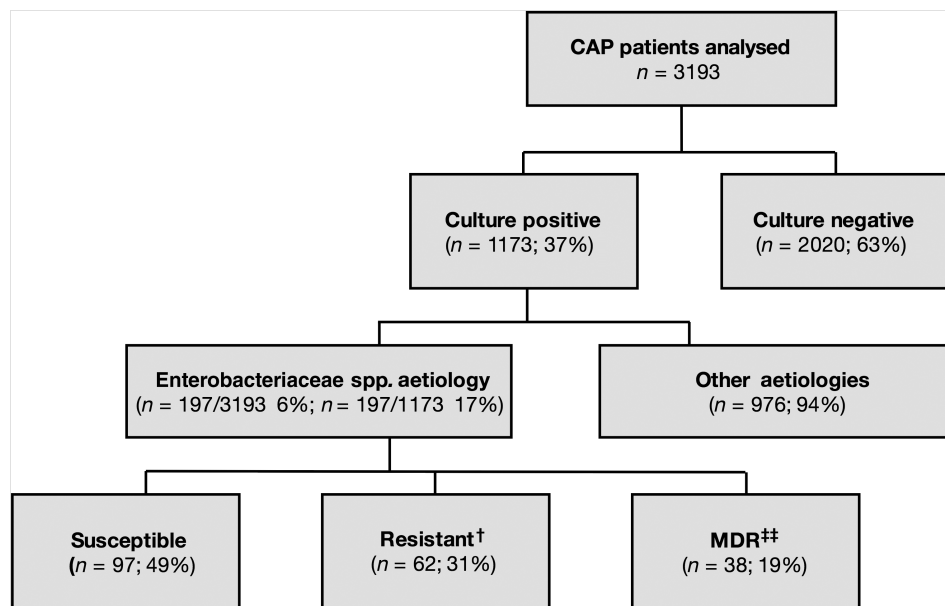 CAP patients analysed
n = 3193
Culture positive
(n = 1173; 37%)
Culture negative
(n = 2020; 63%)
Enterobacteriaceae spp. aetiology
(n = 197/3193 6%; n = 197/1173 17%)
Other aetiologies
(n = 976; 94%)
Susceptible
(n = 97; 49%)
Resistant†
(n = 62; 31%)
MDR‡‡
(n = 38; 19%)